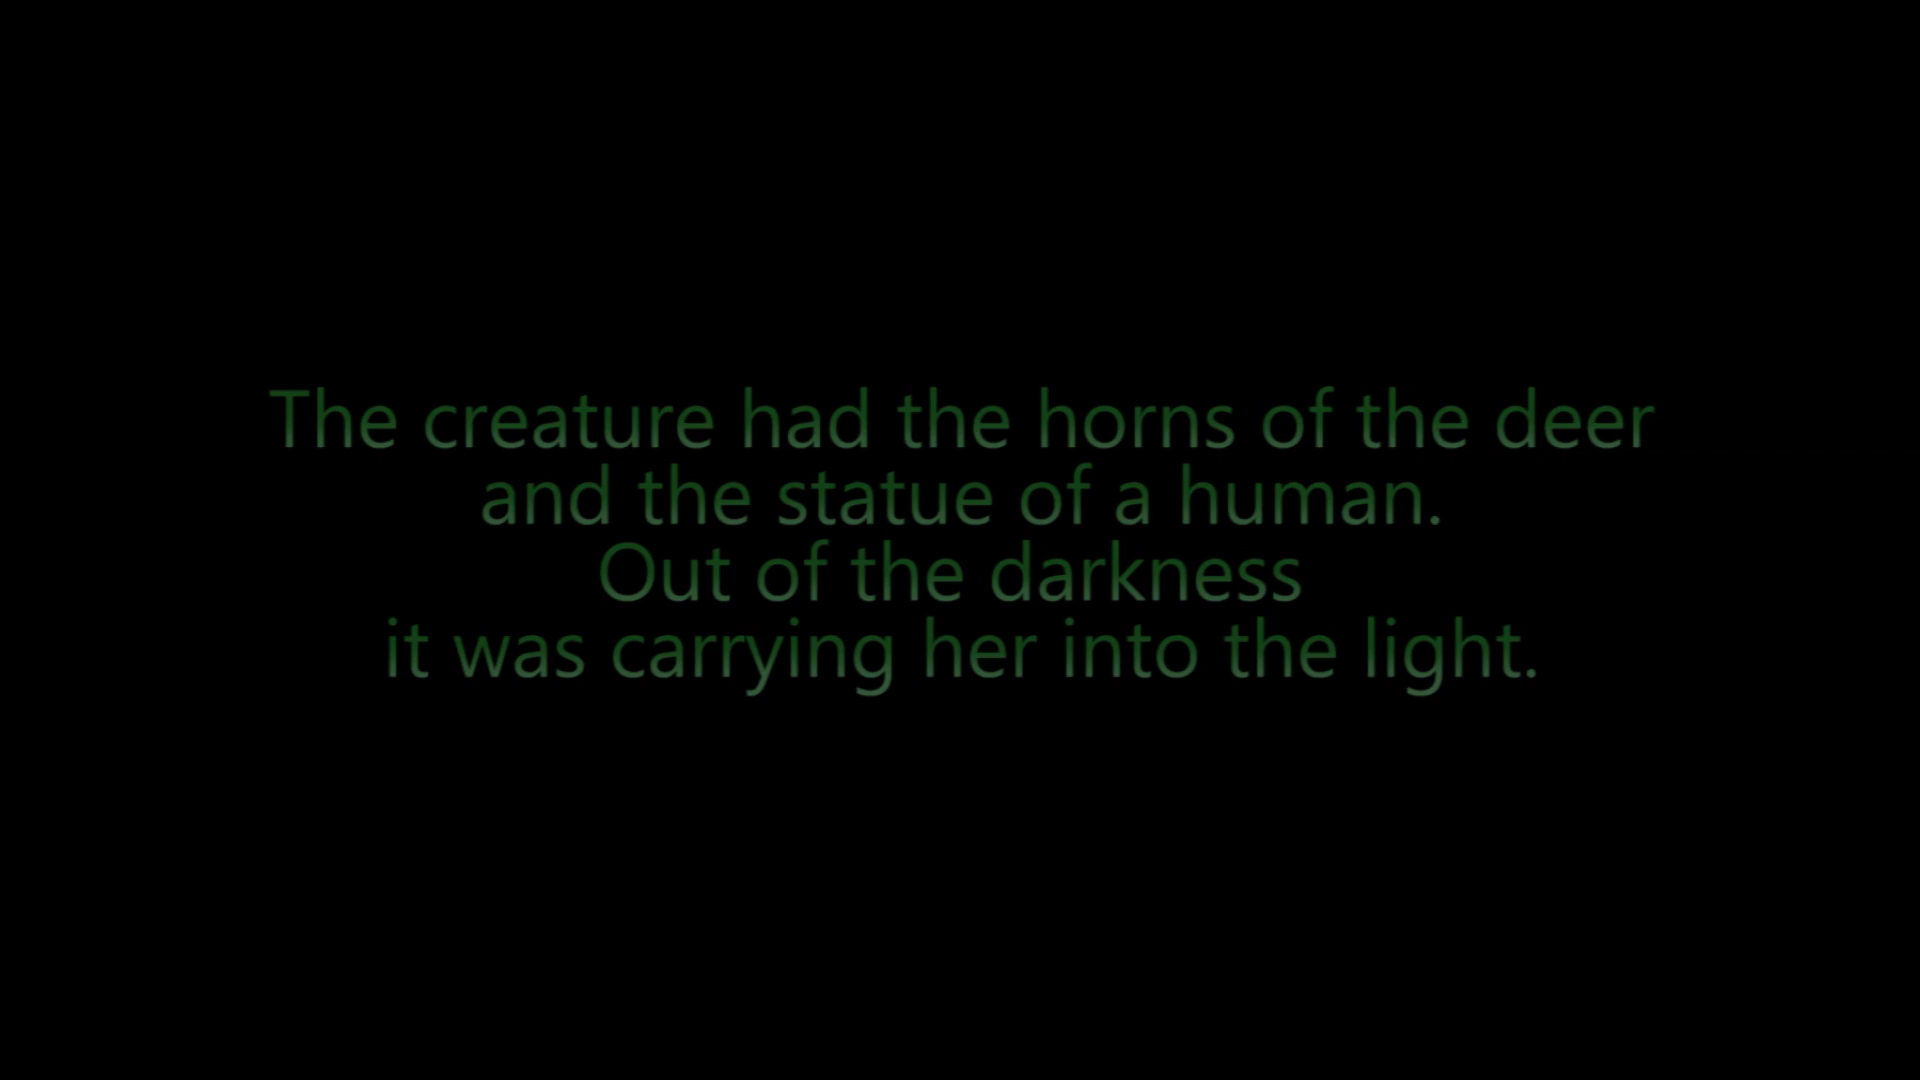 The creature had the horns of the deer
and the statue of a human.
Out of the darkness
it was carrying her into the light.